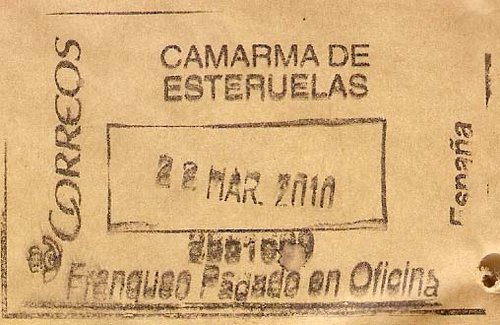 CORREOS
CAMARMA DE
ESTERUELAS
22 MAR. 2010
Franqueo Pagado en Oficina
España